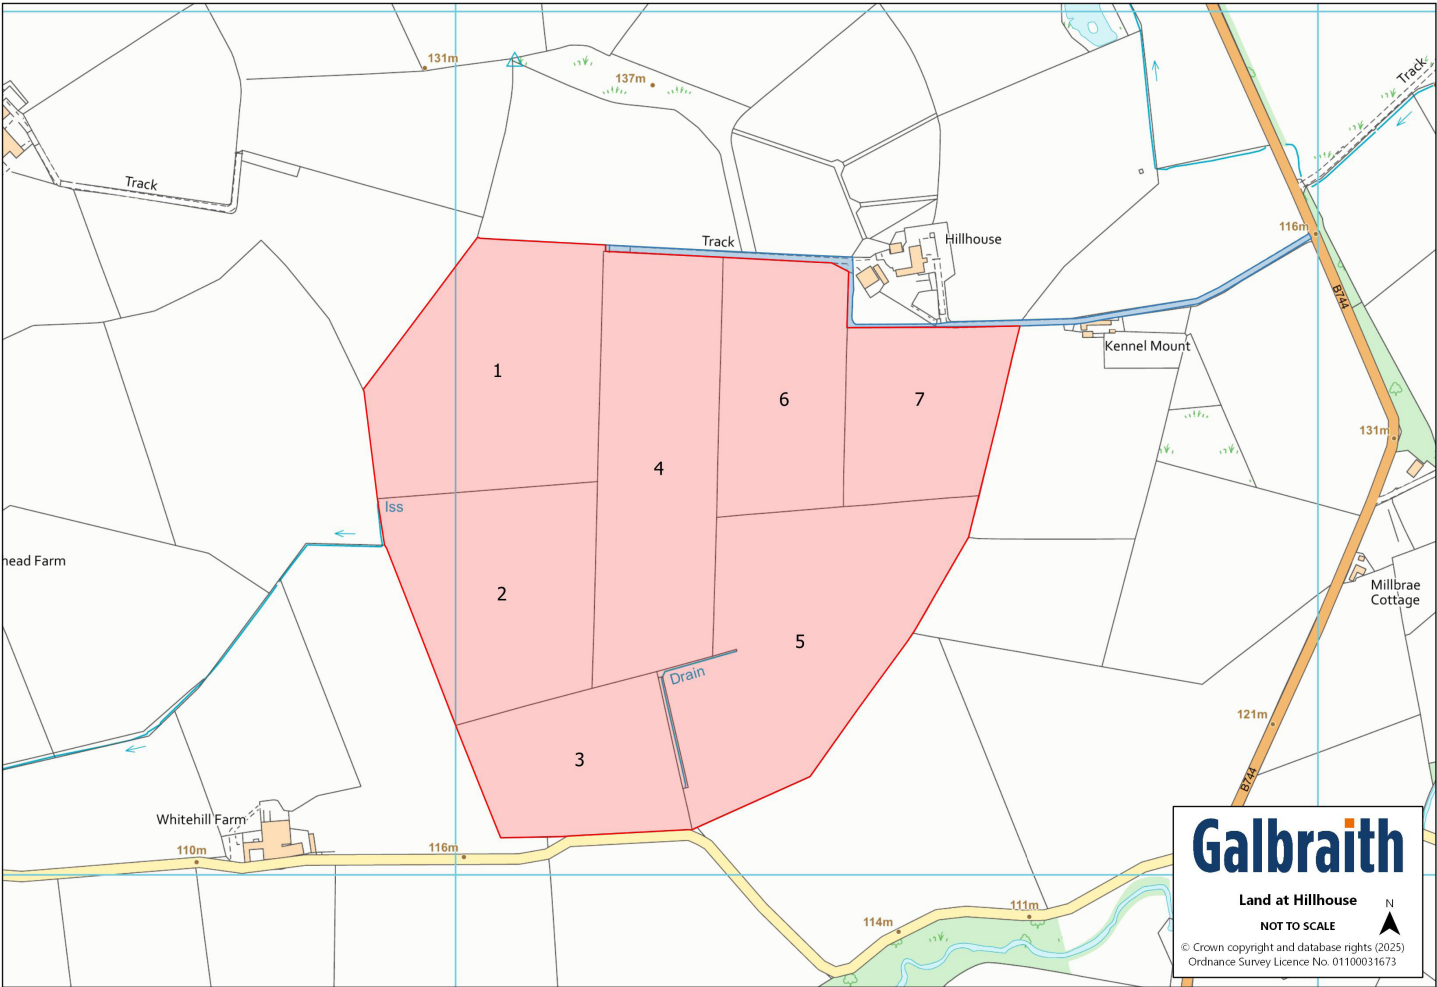 131m
137m
Track
Track
Track
116m
Hillhouse
B744
Kennel Mount
1
6
7
131m
4
Iss
head Farm
2
Millbrae
Cottage
5
Drain
121m
3
B744
Whitehill Farm
110m
116m
111m
114m
Galbraith
Land at Hillhouse
N
NOT TO SCALE
© Crown copyright and database rights (2025)
Ordnance Survey Licence No. 01100031673